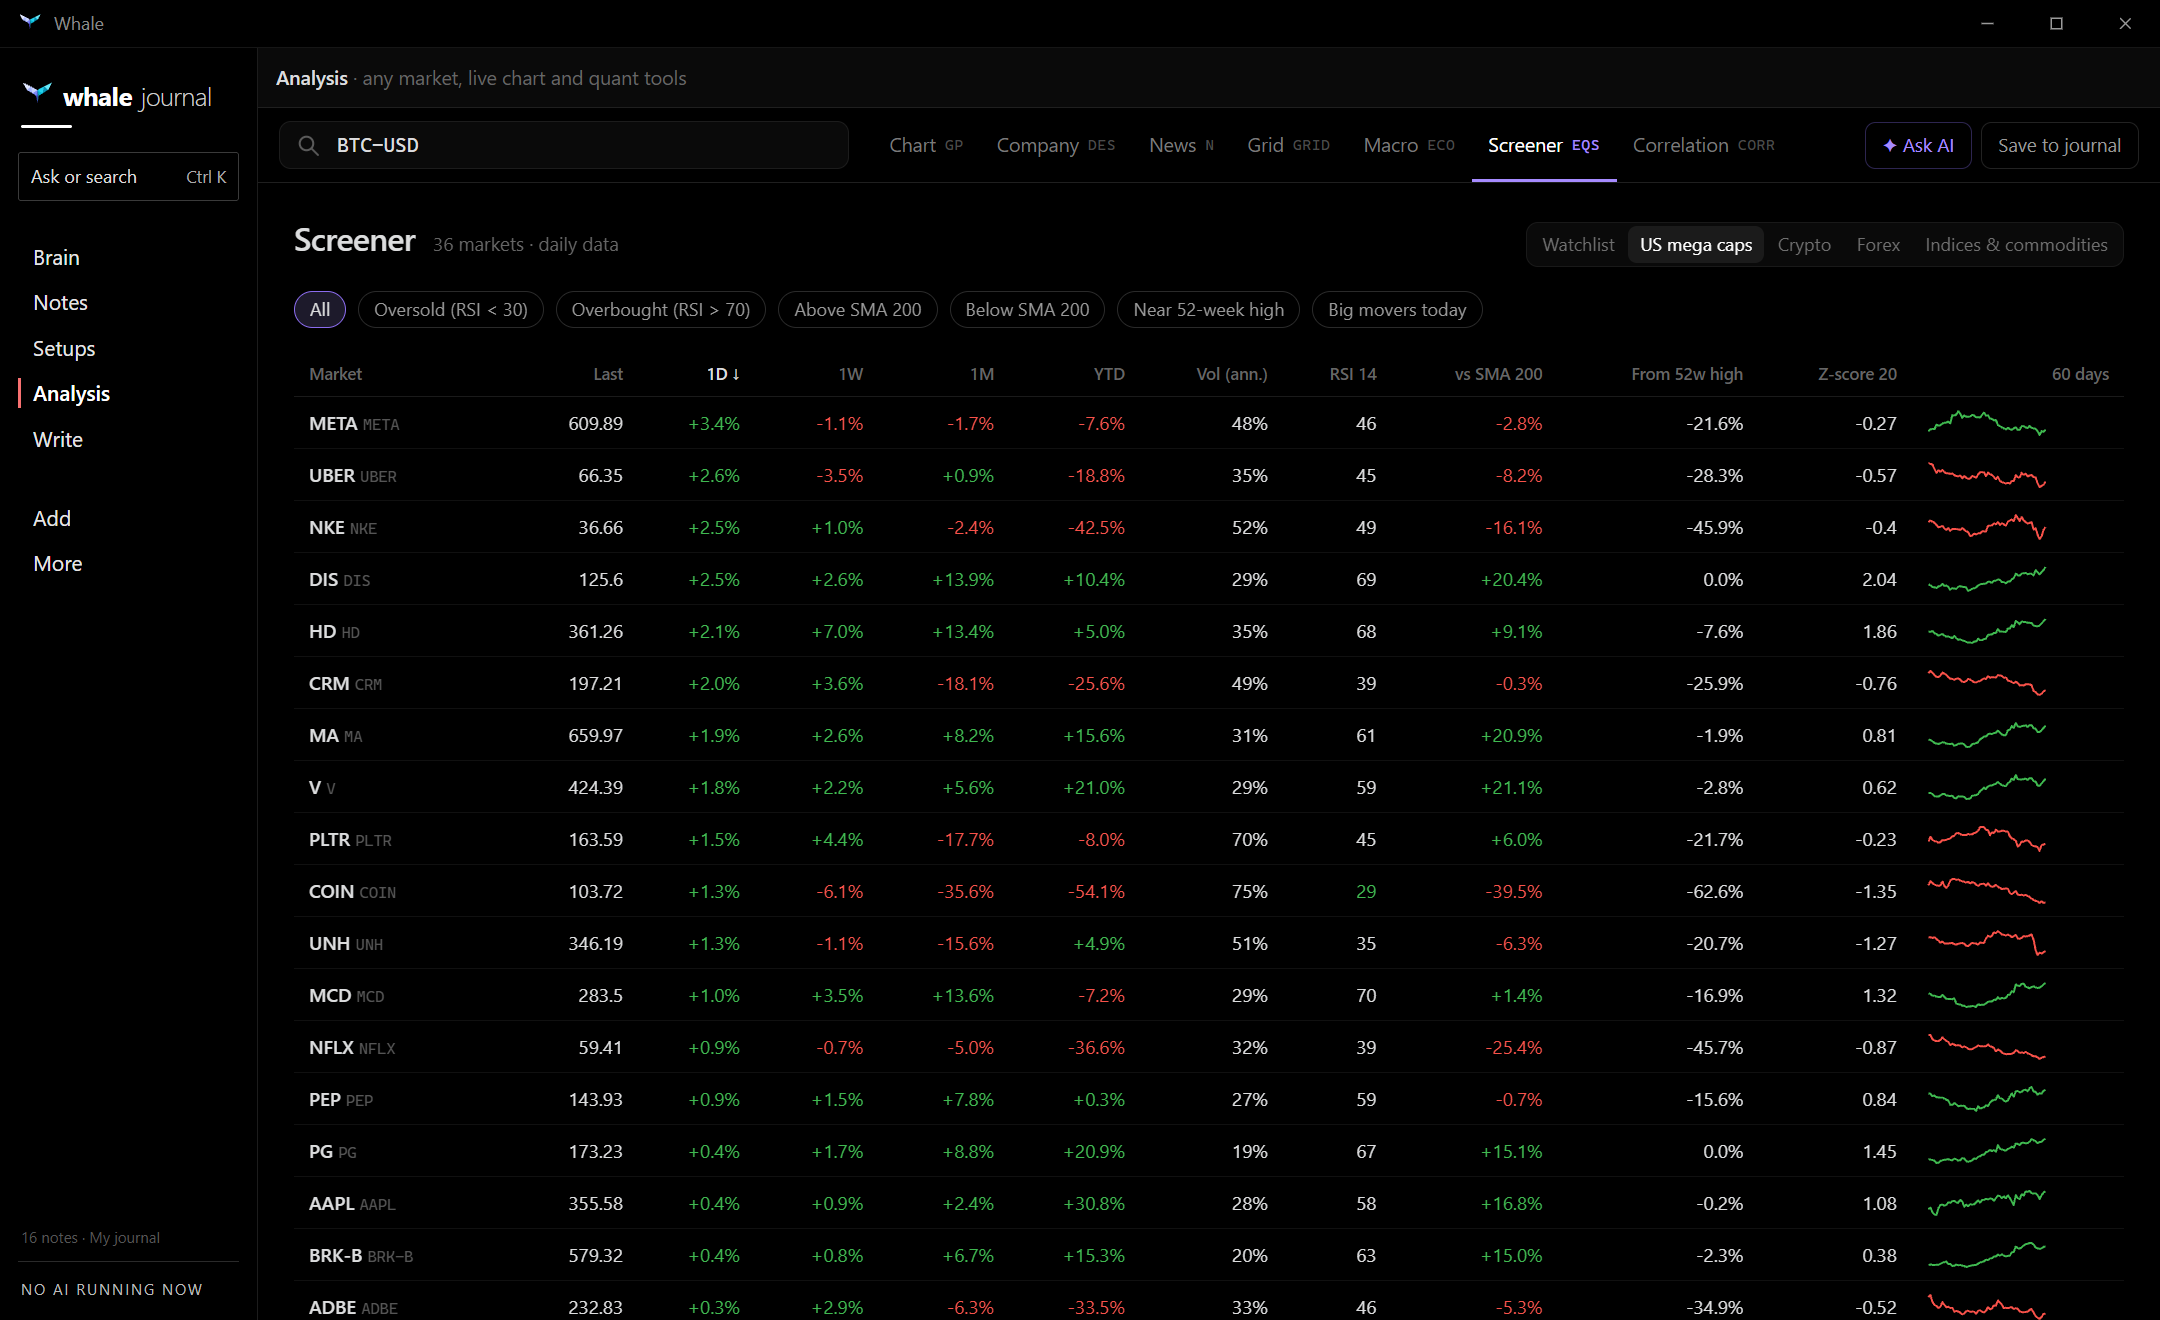 Whale
whale journal
Ask or search Ctrl K
Brain
Notes
Setups
Analysis
Write
Add
More
16 notes · My journal
NO AI RUNNING NOW
Analysis · any market, live chart and quant tools
BTC-USD
Chart GP Company DES News N Grid GRID Macro ECO Screener EQS Correlation CORR
✦ Ask AI Save to journal
Screener 36 markets · daily data
Watchlist US mega caps Crypto Forex Indices & commodities
All Oversold (RSI < 30) Overbought (RSI > 70) Above SMA 200 Below SMA 200 Near 52-week high Big movers today
Market Last 1D ↓ 1W 1M YTD Vol (ann.) RSI 14 vs SMA 200 From 52w high Z-score 20 60 days
META META 609.89 +3.4% -1.1% -1.7% -7.6% 48% 46 -2.8% -21.6% -0.27
UBER UBER 66.35 +2.6% -3.5% +0.9% -18.8% 35% 45 -8.2% -28.3% -0.57
NKE NKE 36.66 +2.5% +1.0% -2.4% -42.5% 52% 49 -16.1% -45.9% -0.4
DIS DIS 125.6 +2.5% +2.6% +13.9% +10.4% 29% 69 +20.4% 0.0% 2.04
HD HD 361.26 +2.1% +7.0% +13.4% +5.0% 35% 68 +9.1% -7.6% 1.86
CRM CRM 197.21 +2.0% +3.6% -18.1% -25.6% 49% 39 -0.3% -25.9% -0.76
MA MA 659.97 +1.9% +2.6% +8.2% +15.6% 31% 61 +20.9% -1.9% 0.81
V V 424.39 +1.8% +2.2% +5.6% +21.0% 29% 59 +21.1% -2.8% 0.62
PLTR PLTR 163.59 +1.5% +4.4% -17.7% -8.0% 70% 45 +6.0% -21.7% -0.23
COIN COIN 103.72 +1.3% -6.1% -35.6% -54.1% 75% 29 -39.5% -62.6% -1.35
UNH UNH 346.19 +1.3% -1.1% -15.6% +4.9% 51% 35 -6.3% -20.7% -1.27
MCD MCD 283.5 +1.0% +3.5% +13.6% -7.2% 29% 70 +1.4% -16.9% 1.32
NFLX NFLX 59.41 +0.9% -0.7% -5.0% -36.6% 32% 39 -25.4% -45.7% -0.87
PEP PEP 143.93 +0.9% +1.5% +7.8% +0.3% 27% 59 -0.7% -15.6% 0.84
PG PG 173.23 +0.4% +1.7% +8.8% +20.9% 19% 67 +15.1% 0.0% 1.45
AAPL AAPL 355.58 +0.4% +0.9% +2.4% +30.8% 28% 58 +16.8% -0.2% 1.08
BRK-B BRK-B 579.32 +0.4% +0.8% +6.7% +15.3% 20% 63 +15.0% -2.3% 0.38
ADBE ADBE 232.83 +0.3% +2.9% -6.3% -33.5% 33% 46 -5.3% -34.9% -0.52